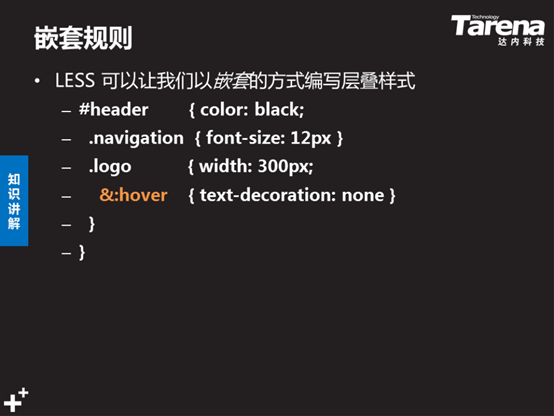 嵌套规则
Technology
Tarena
达内科技
• LESS 可以让我们以嵌套的方式编写层叠样式
– #header { color: black;
– .navigation { font-size: 12px }
– .logo { width: 300px;
– &:hover { text-decoration: none }
– }
– }
知识讲解